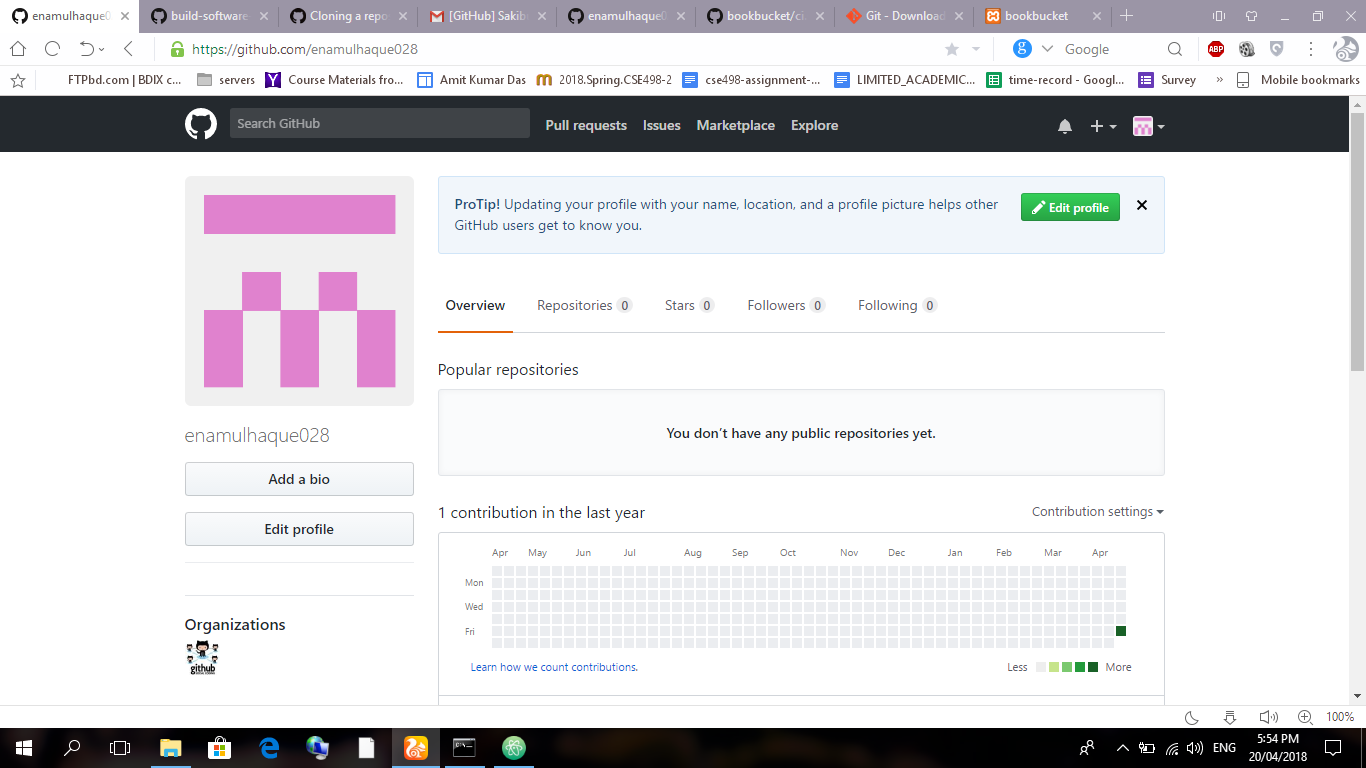 enamulhaque0
build-software
Cloning a repo
[GitHub] Sakib
enamulhaque0
bookbucket/ci
Git - Download
bookbucket
https://github.com/enamulhaque028
Google
ABP
FTPbd.com | BDIX c...
servers
Course Materials fro...
Amit Kumar Das
2018.Spring.CSE498-2
cse498-assignment-...
LIMITED_ACADEMIC...
time-record - Googl...
Survey
»
Mobile bookmarks
Search GitHub
Pull requests
Issues
Marketplace
Explore
ProTip! Updating your profile with your name, location, and a profile picture helps other
GitHub users get to know you.
Edit profile
Overview
Repositories 0
Stars 0
Followers 0
Following 0
Popular repositories
You don’t have any public repositories yet.
enamulhaque028
Add a bio
Edit profile
Organizations
github
1 contribution in the last year
Contribution settings
Apr May Jun Jul Aug Sep Oct Nov Dec Jan Feb Mar Apr
Mon
Wed
Fri
Learn how we count contributions.
Less
More
100%
ENG
5:54 PM
20/04/2018